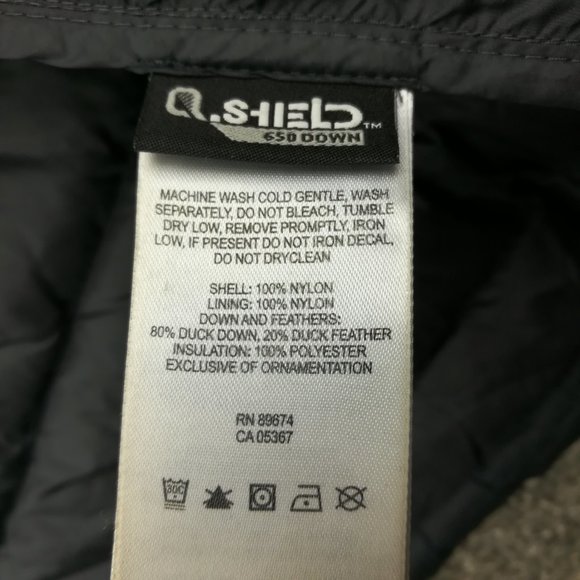 Q.SHIELD™
650 DOWN
MACHINE WASH COLD GENTLE, WASH
SEPARATELY, DO NOT BLEACH, TUMBLE
DRY LOW, REMOVE PROMPTLY, IRON
LOW, IF PRESENT DO NOT IRON DECAL,
DO NOT DRYCLEAN
SHELL: 100% NYLON
LINING: 100% NYLON
DOWN AND FEATHERS:
80% DUCK DOWN, 20% DUCK FEATHER
INSULATION: 100% POLYESTER
EXCLUSIVE OF ORNAMENTATION
RN 89674
CA 05367
30C